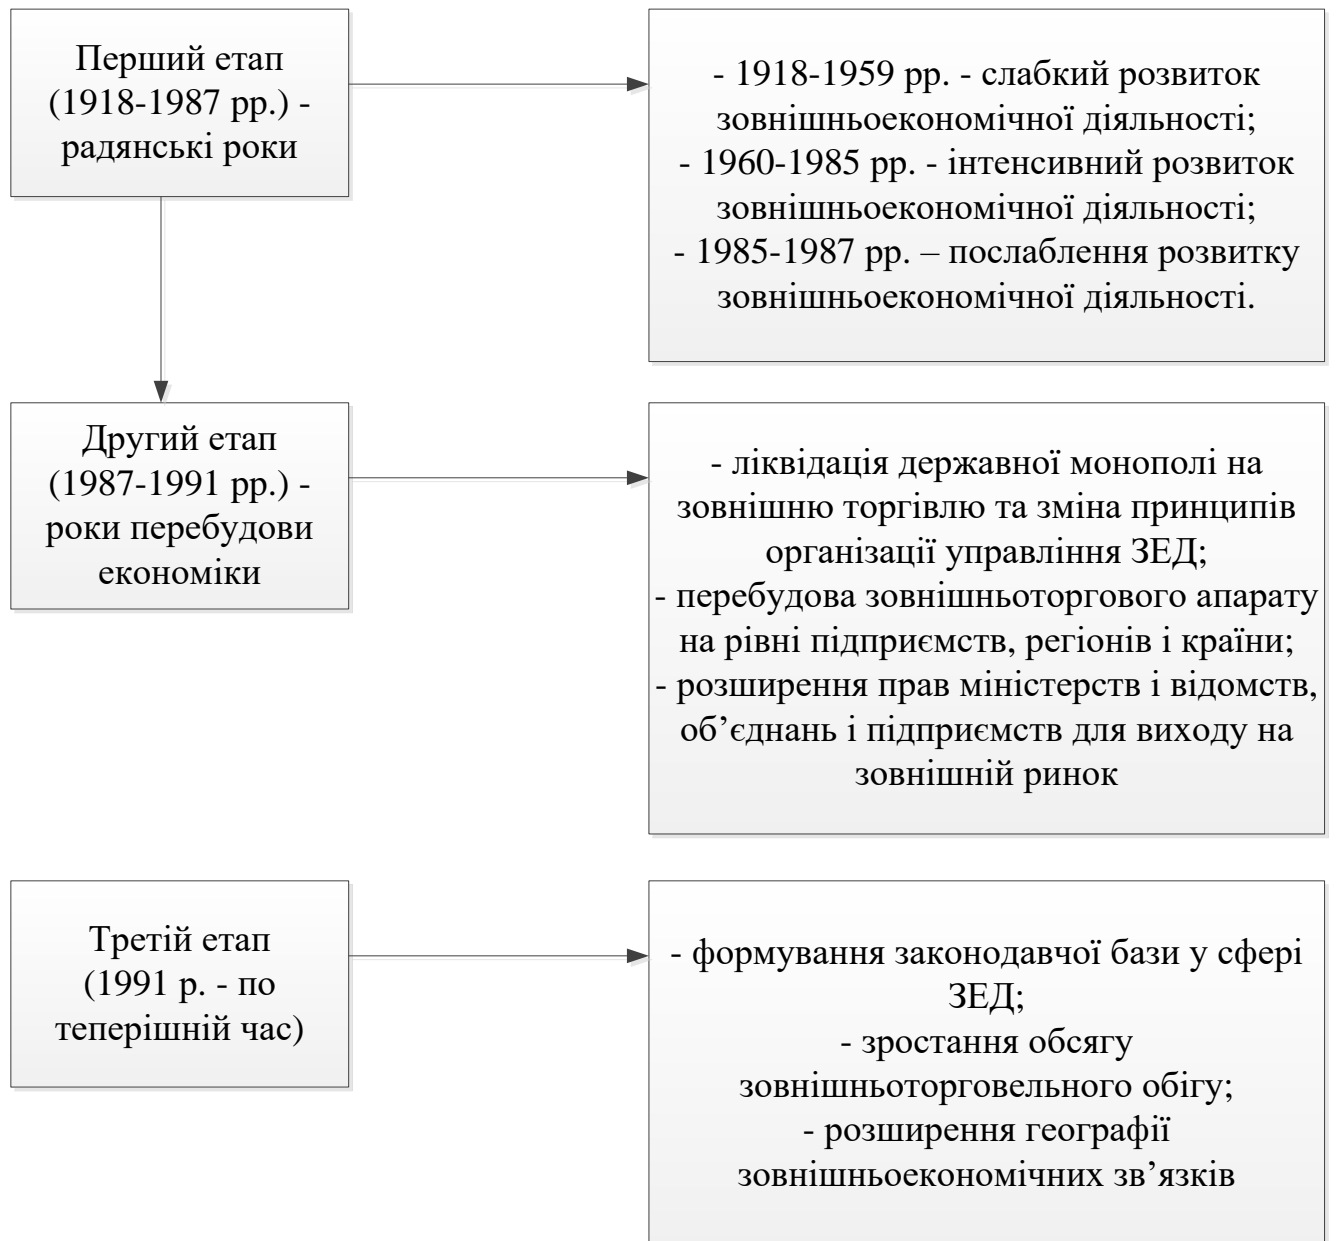 Перший етап
(1918-1987 рр.) -
радянські роки
- 1918-1959 рр. - слабкий розвиток
зовнішньоекономічної діяльності;
- 1960-1985 рр. - інтенсивний розвиток
зовнішньоекономічної діяльності;
- 1985-1987 рр. – послаблення розвитку
зовнішньоекономічної діяльності.
Другий етап
(1987-1991 рр.) -
роки перебудови
економіки
- ліквідація державної монополі на
зовнішню торгівлю та зміна принципів
організації управління ЗЕД;
- перебудова зовнішньоторгового апарату
на рівні підприємств, регіонів і країни;
- розширення прав міністерств і відомств,
об’єднань і підприємств для виходу на
зовнішній ринок
Третій етап
(1991 р. - по
теперішній час)
- формування законодавчої бази у сфері
ЗЕД;
- зростання обсягу
зовнішньоторговельного обігу;
- розширення географії
зовнішньоекономічних зв’язків